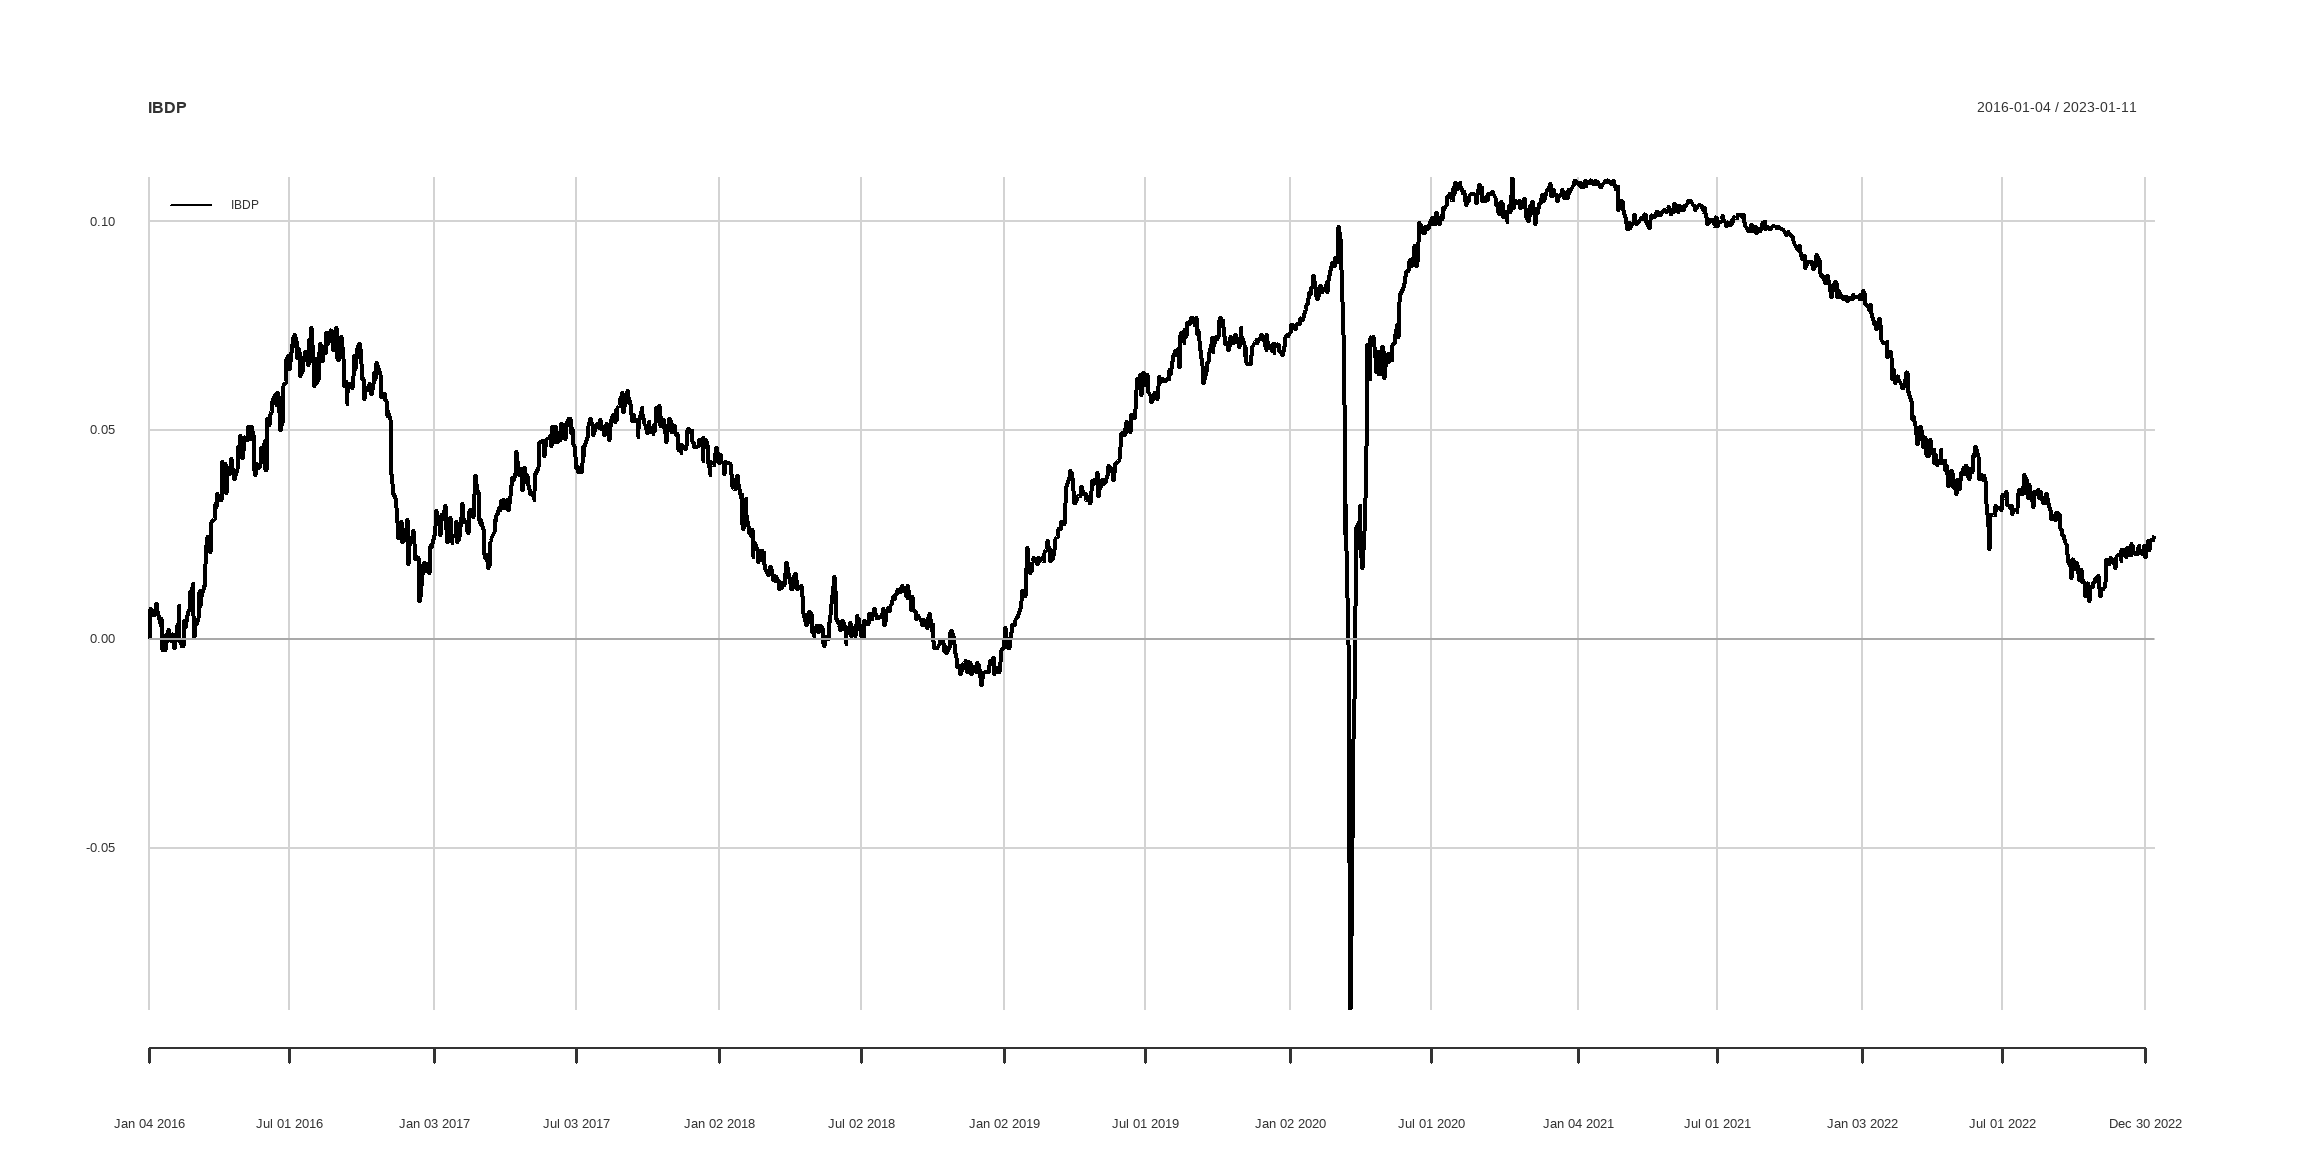 IBDP
2016-01-04 / 2023-01-11
IBDP
0.10
0.05
0.00
-0.05
Jan 04 2016
Jul 01 2016
Jan 03 2017
Jul 03 2017
Jan 02 2018
Jul 02 2018
Jan 02 2019
Jul 01 2019
Jan 02 2020
Jul 01 2020
Jan 04 2021
Jul 01 2021
Jan 03 2022
Jul 01 2022
Dec 30 2022